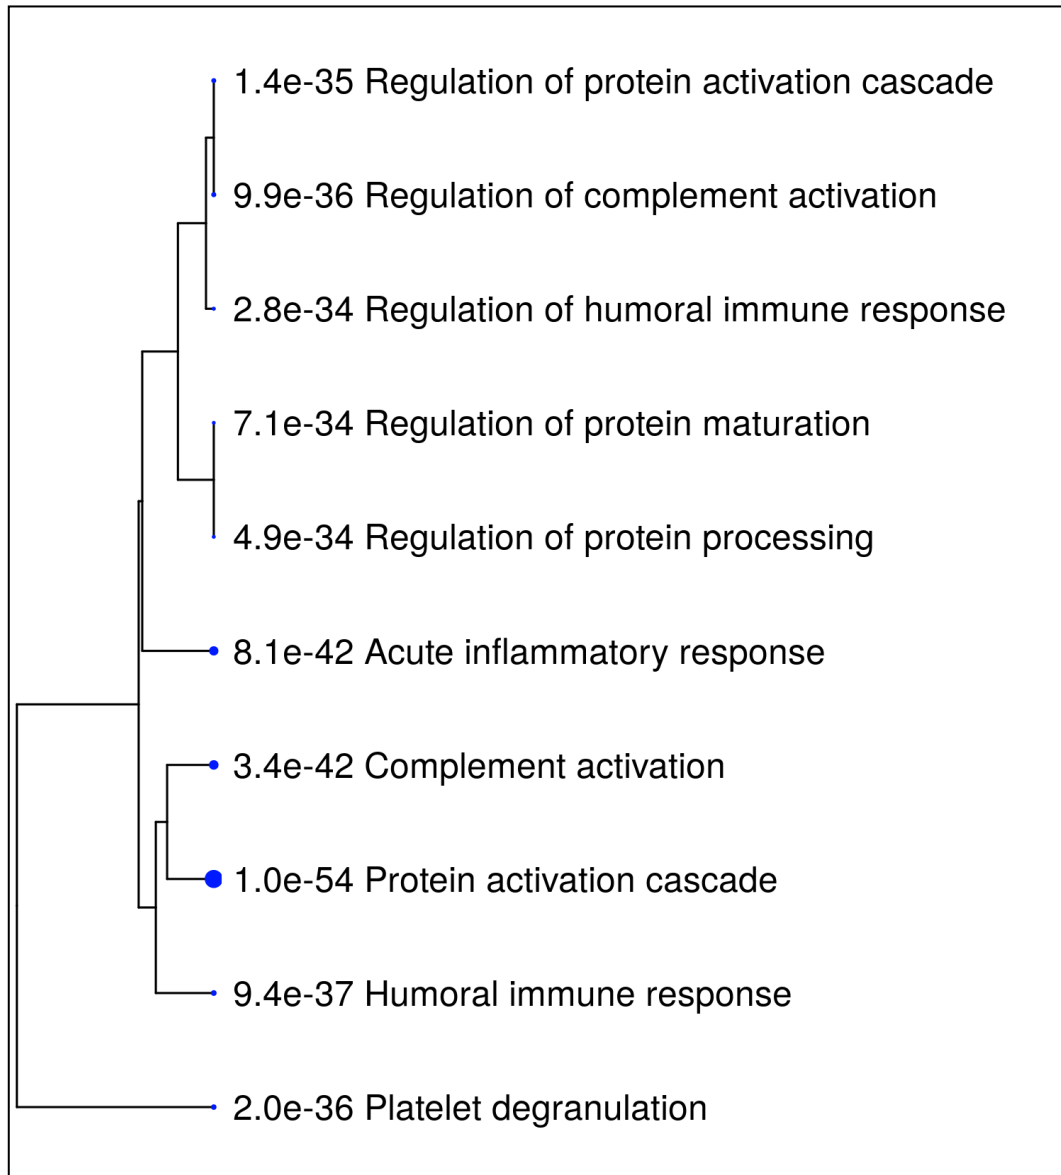 1.4e-35 Regulation of protein activation cascade
9.9e-36 Regulation of complement activation
2.8e-34 Regulation of humoral immune response
7.1e-34 Regulation of protein maturation
4.9e-34 Regulation of protein processing
8.1e-42 Acute inflammatory response
3.4e-42 Complement activation
1.0e-54 Protein activation cascade
9.4e-37 Humoral immune response
2.0e-36 Platelet degranulation